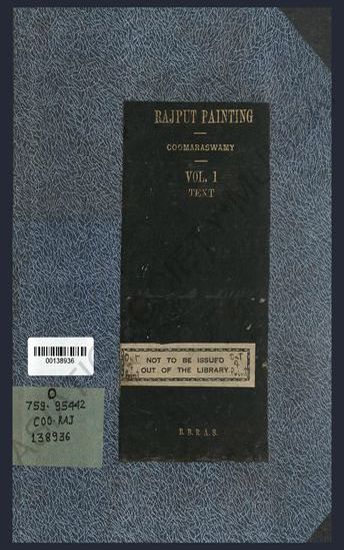 RAJPUT PAINTING
COOMARASWAMY
VOL. 1
TEXT
00138936
NOT TO BE ISSUED
OUT OF THE LIBRARY.
O
759.95442
COO-RAJ
138936
B. B. R. A. S.